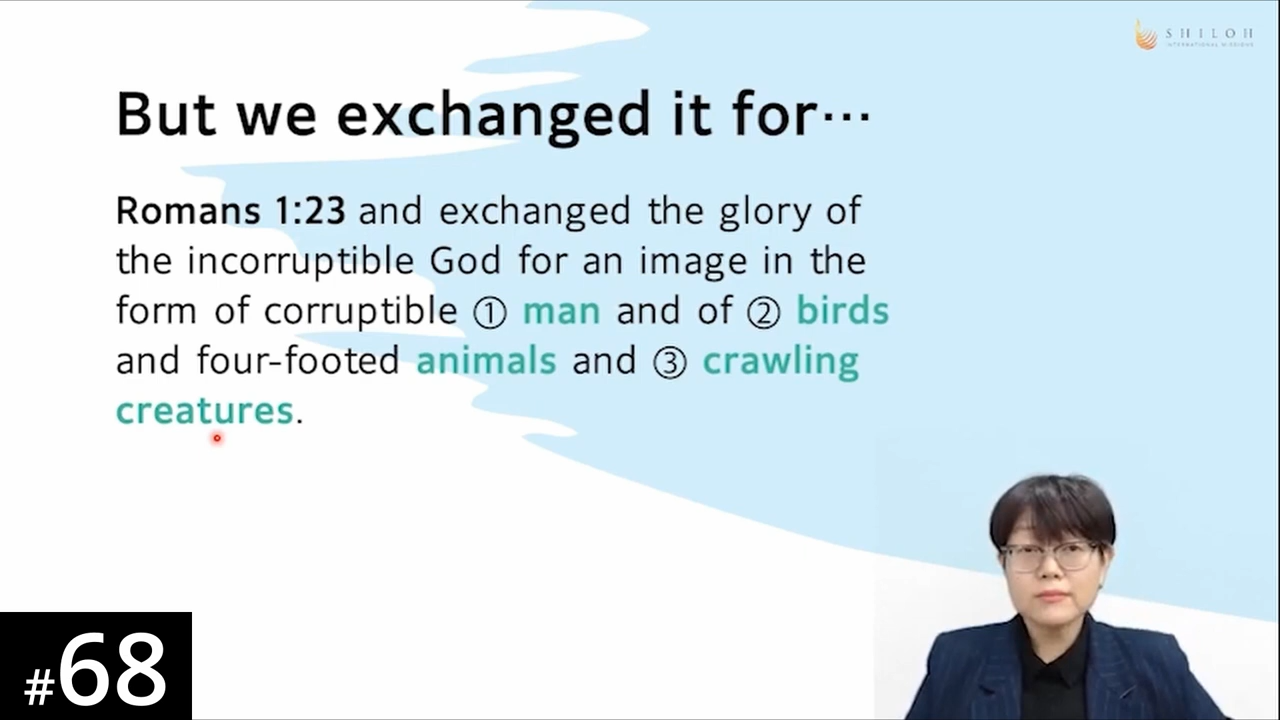 SHILOH
INTERNATIONAL MISSIONS
But we exchanged it for…
Romans 1:23 and exchanged the glory of
the incorruptible God for an image in the
form of corruptible ① man and of ② birds
and four-footed animals and ③ crawling
creatures.
#68